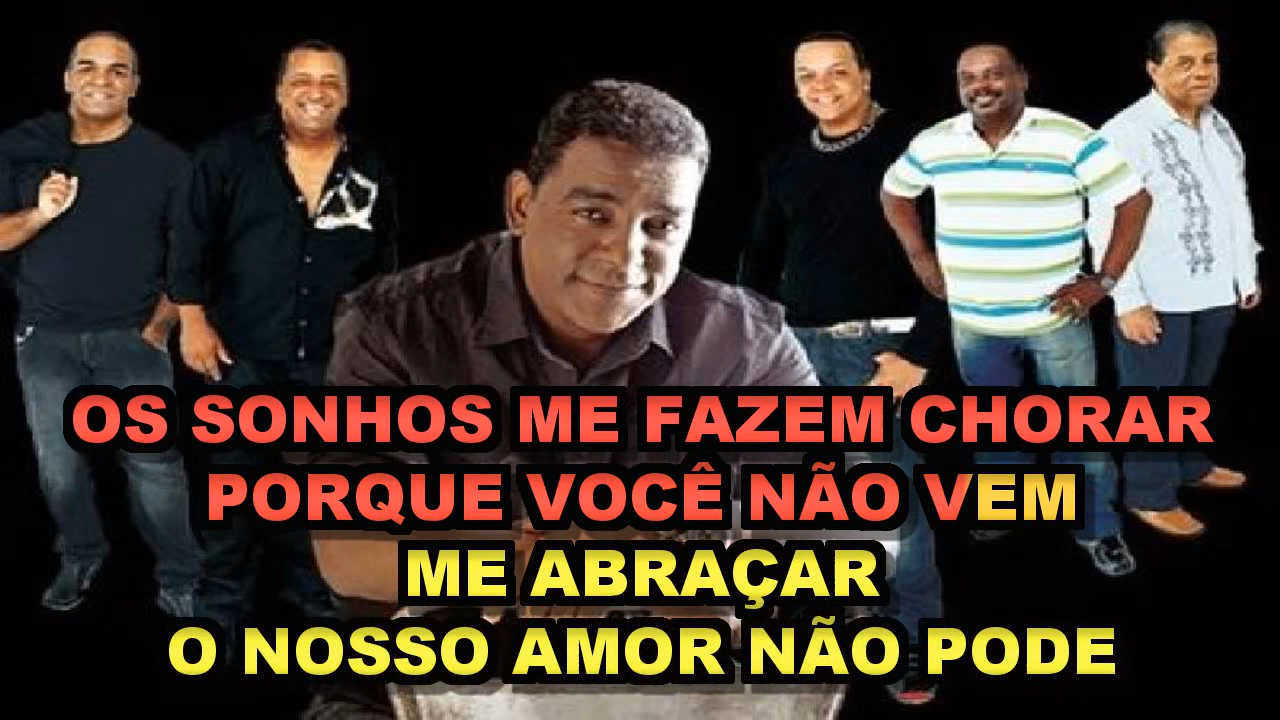 OS SONHOS ME FAZEM CHORAR
PORQUE VOCÊ NÃO VEM
ME ABRAÇAR
O NOSSO AMOR NÃO PODE